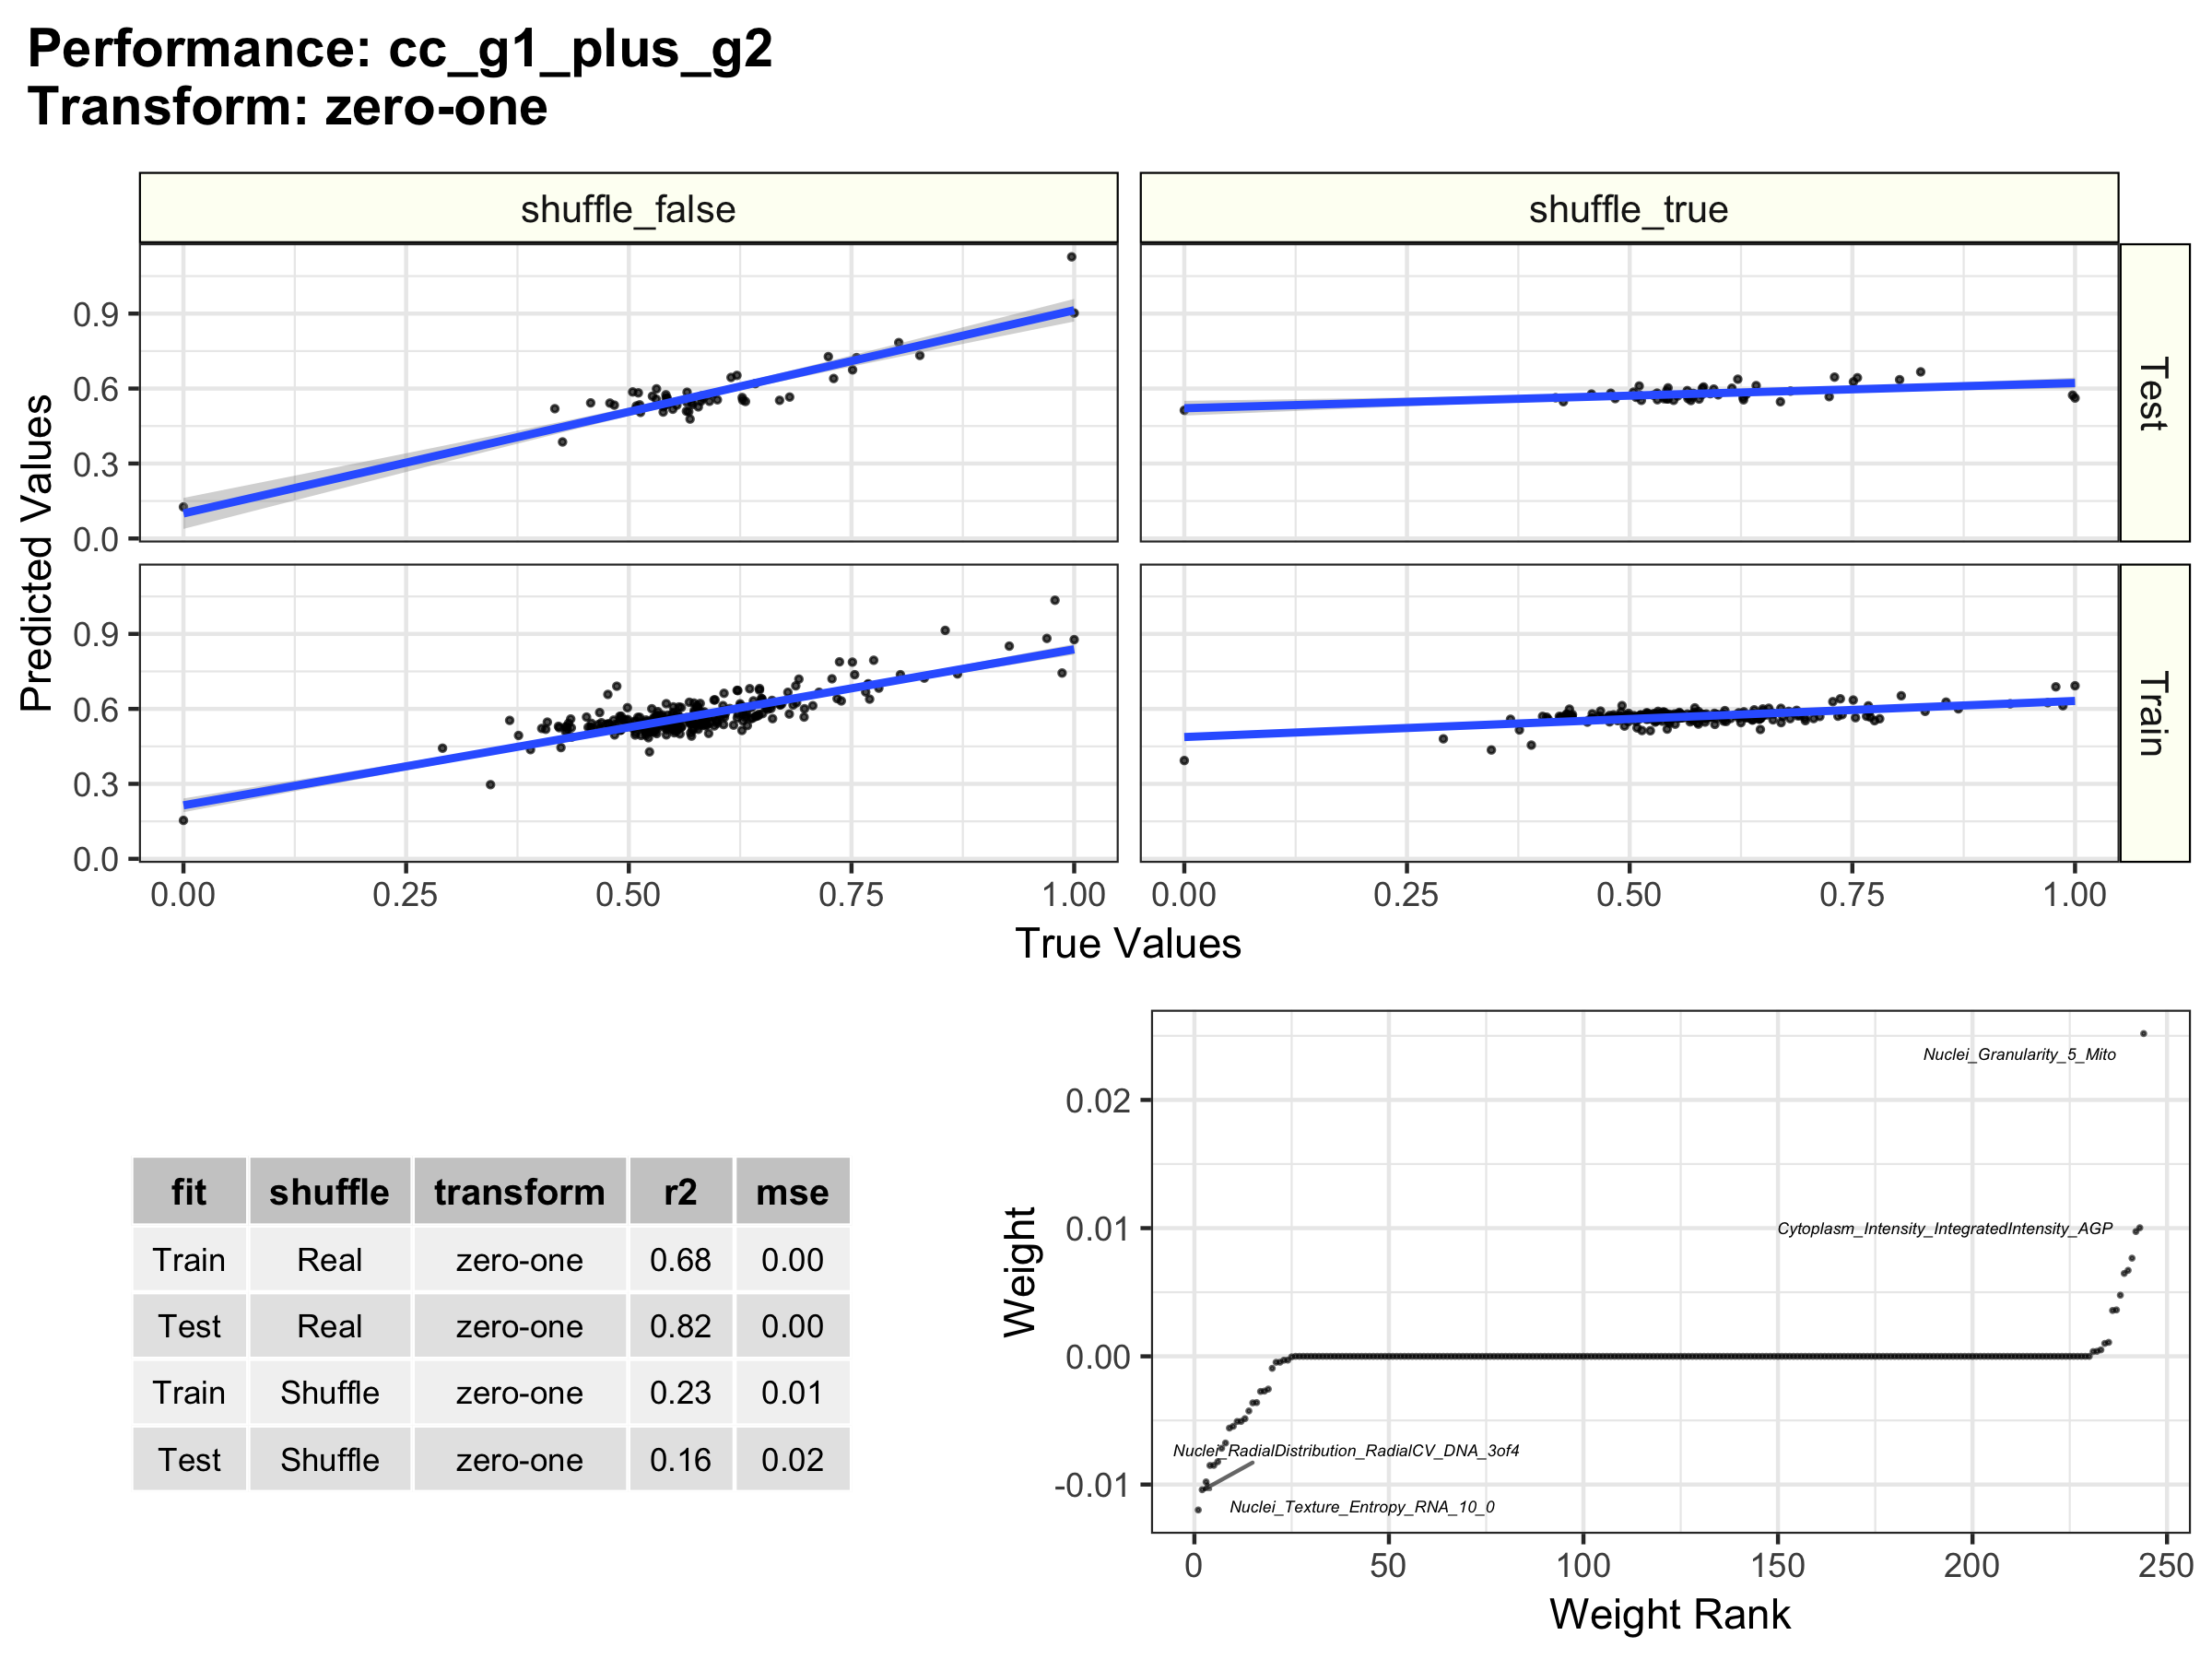 Performance: cc_g1_plus_g2
Transform: zero-one
shuffle_false
shuffle_true
0.9
0.6
0.3
0.0
Test
0.9
0.6
0.3
0.0
Train
Predicted Values
0.00 0.25 0.50 0.75 1.00
0.00 0.25 0.50 0.75 1.00
True Values
fit shuffle transform r2 mse
Train Real zero-one 0.68 0.00
Test Real zero-one 0.82 0.00
Train Shuffle zero-one 0.23 0.01
Test Shuffle zero-one 0.16 0.02
Weight
0.02
0.01
0.00
-0.01
Nuclei_Granularity_5_Mito
Cytoplasm_Intensity_IntegratedIntensity_AGP
Nuclei_RadialDistribution_RadialCV_DNA_3of4
Nuclei_Texture_Entropy_RNA_10_0
0 50 100 150 200 250
Weight Rank